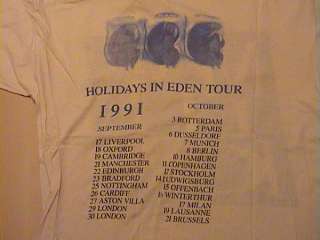 HOLIDAYS IN EDEN TOUR
1991
SEPTEMBER
17 LIVERPOOL
18 OXFORD
19 CAMBRIDGE
21 MANCHESTER
22 EDINBURGH
23 BRADFORD
25 NOTTINGHAM
26 CARDIFF
27 ASTON VILLA
29 LONDON
30 LONDON
OCTOBER
3 ROTTERDAM
5 PARIS
6 DUSSELDORF
7 MUNICH
8 BERLIN
10 HAMBURG
11 COPENHAGEN
12 STOCKHOLM
14 LUDWIGSBURG
15 OFFENBACH
16 WINTERTHUR
17 MILAN
19 LAUSANNE
21 BRUSSELS